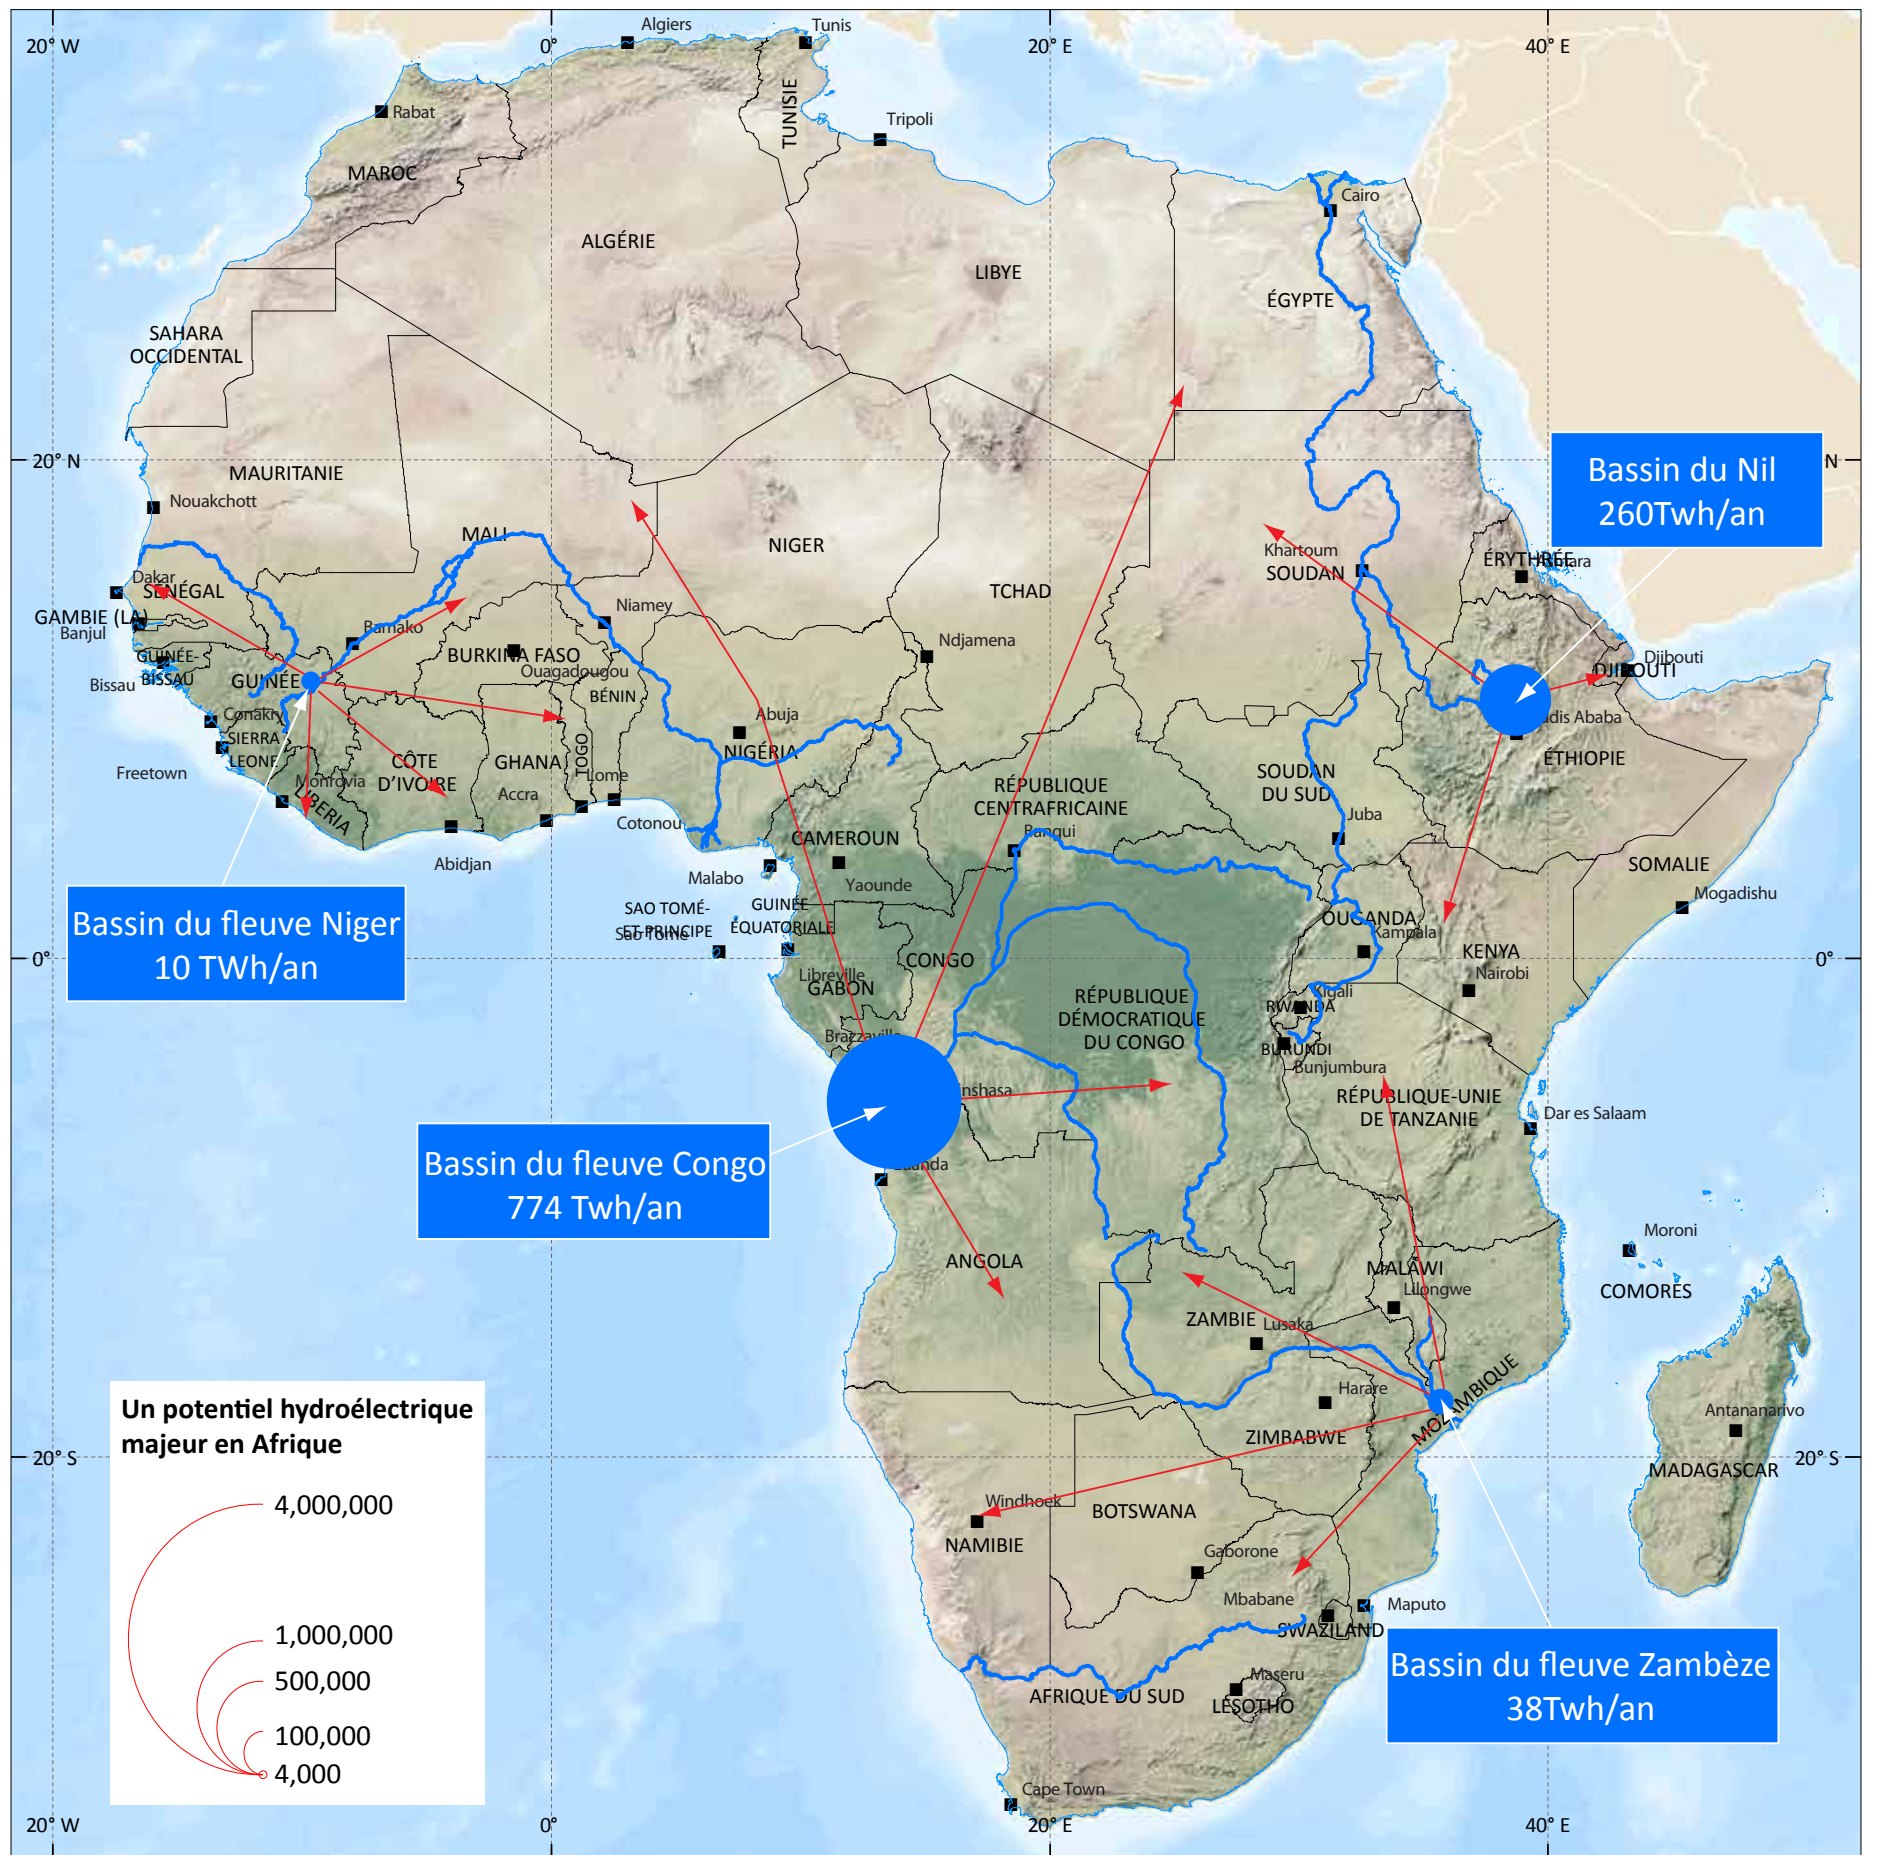 20° W
0°
20° E
40° E
Algiers
Tunis
Rabat
Tripoli
TUNISIE
MAROC
Cairo
ALGÉRIE
LIBYE
ÉGYPTE
SAHARA
OCCIDENTAL
20° N
N
Bassin du Nil
260Twh/an
MAURITANIE
Nouakchott
MALI
NIGER
TCHAD
Khartoum
SOUDAN
ÉRYTHRÉE
Asmara
Dakar
SÉNÉGAL
GAMBIE (LA)
Banjul
Bamako
Niamey
Ndjamena
GUINÉE-
BISSAU
Bissau
GUINÉE
BURKINA FASO
Ouagadougou
BÉNIN
Djibouti
DJIBOUTI
Conakry
SIERRA
LEONE
Freetown
Monrovia
LIBERIA
CÔTE
D’IVOIRE
GHANA
TOGO
Lome
Accra
Abuja
NIGÉRIA
Cotonou
Abidjan
ÉTHIOPIE
SOUDAN
DU SUD
Juba
RÉPUBLIQUE
CENTRAFRICAINE
Bangui
CAMEROUN
Yaounde
Malabo
SOMALIE
Mogadishu
Bassin du fleuve Niger
10 TWh/an
SAO TOMÉ-
ET-PRINCIPE
Sao Tome
GUINÉE
ÉQUATORIALE
OUGANDA
Kampala
KENYA
Nairobi
0°
0°
Libreville
GABON
CONGO
RÉPUBLIQUE
DÉMOCRATIQUE
DU CONGO
Kigali
RWANDA
BURUNDI
Bunjumbura
Brazzaville
RÉPUBLIQUE-UNIE
DE TANZANIE
Dar es Salaam
Bassin du fleuve Congo
774 Twh/an
Luanda
ANGOLA
MALAWI
Lilongwe
Moroni
COMORES
ZAMBIE
Lusaka
Harare
ZIMBABWE
MOZAMBIQUE
Antananarivo
MADAGASCAR
20° S
20° S
Windhoek
NAMIBIE
BOTSWANA
Gaborone
Mbabane
Maputo
SWAZILAND
Maseru
LESOTHO
AFRIQUE DU SUD
Cape Town
Bassin du fleuve Zambèze
38Twh/an
Un potentiel hydroélectrique
majeur en Afrique
4,000,000
1,000,000
500,000
100,000
4,000
20° W
0°
20° E
40° E